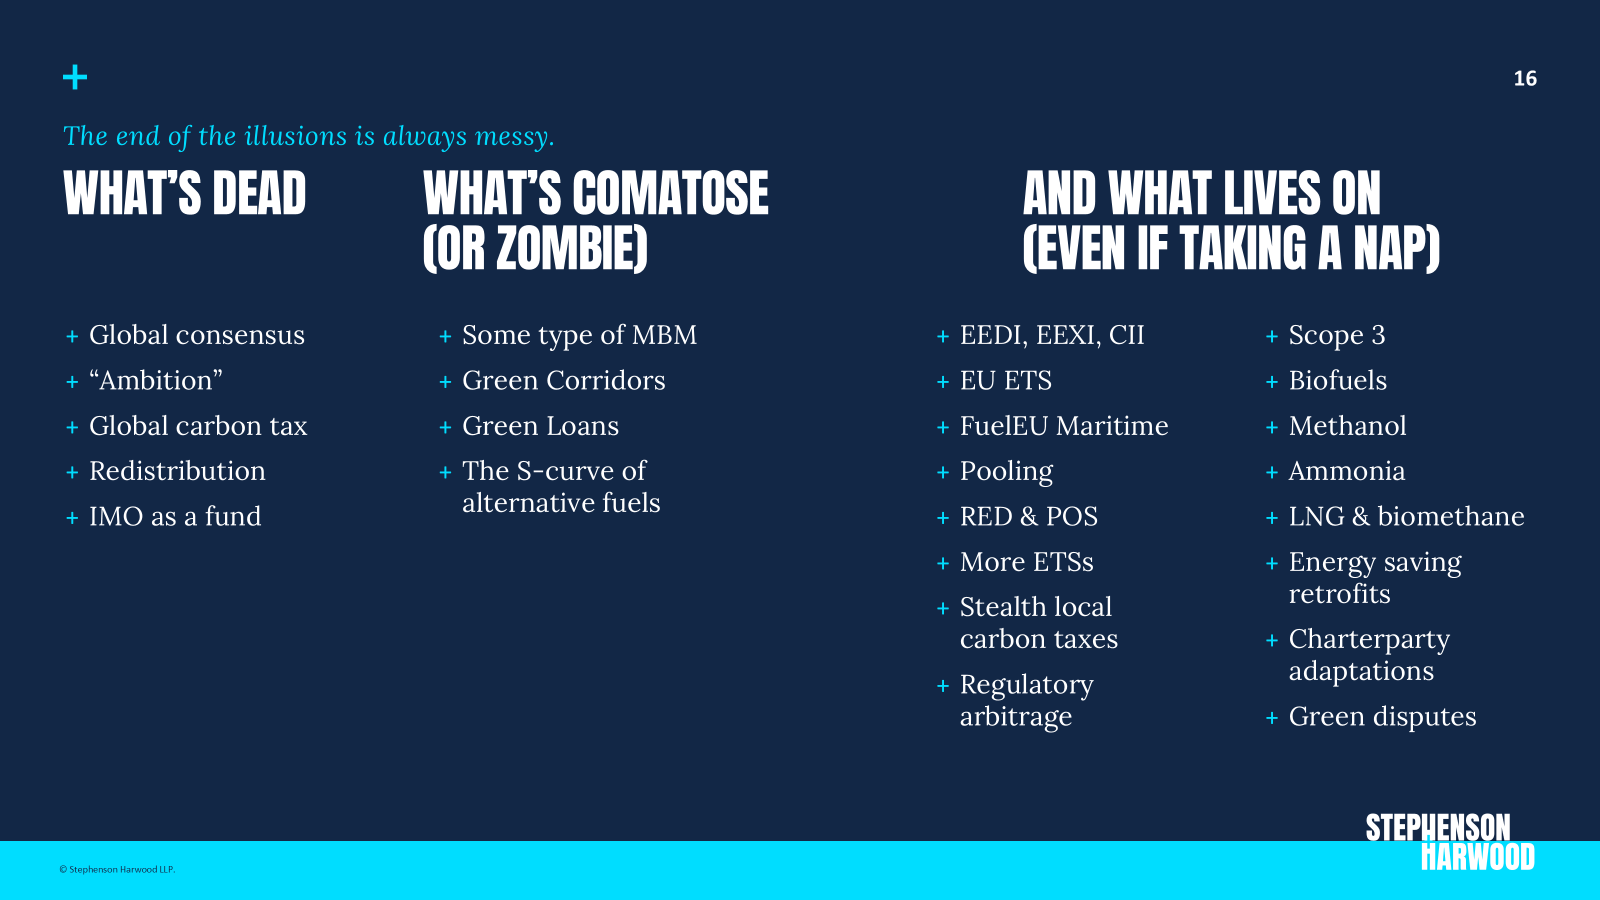 16
The end of the illusions is always messy.
WHAT’S DEAD
+ Global consensus
+ “Ambition”
+ Global carbon tax
+ Redistribution
+ IMO as a fund
WHAT’S COMATOSE
(OR ZOMBIE)
+ Some type of MBM
+ Green Corridors
+ Green Loans
+ The S-curve of
alternative fuels
AND WHAT LIVES ON
(EVEN IF TAKING A NAP)
+ EEDI, EEXI, CII
+ EU ETS
+ FuelEU Maritime
+ Pooling
+ RED & POS
+ More ETSs
+ Stealth local
carbon taxes
+ Regulatory
arbitrage
+ Scope 3
+ Biofuels
+ Methanol
+ Ammonia
+ LNG & biomethane
+ Energy saving
retrofits
+ Charterparty
adaptations
+ Green disputes
© Stephenson Harwood LLP.
STEPHENSON
HARWOOD